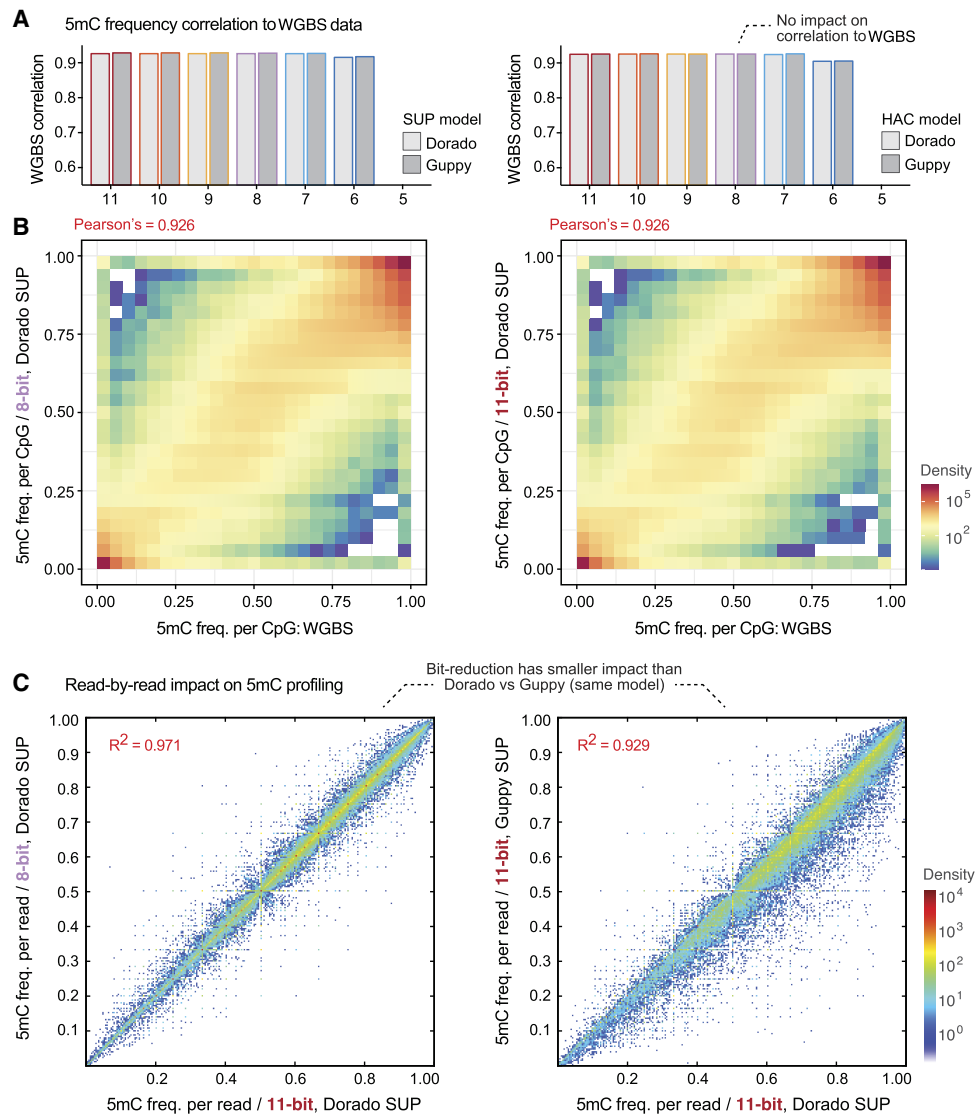 A
5mC frequency correlation to WGBS data
No impact on
correlation to WGBS
WGBS correlation
0.9
0.8
0.7
0.6
SUP model
Dorado
Guppy
11 10 9 8 7 6 5
WGBS correlation
0.9
0.8
0.7
0.6
HAC model
Dorado
Guppy
11 10 9 8 7 6 5
B
Pearson's = 0.926
5mC freq. per CpG / 8-bit, Dorado SUP
1.00
0.75
0.50
0.25
0.00
0.00 0.25 0.50 0.75 1.00
5mC freq. per CpG: WGBS
Pearson's = 0.926
5mC freq. per CpG / 11-bit, Dorado SUP
1.00
0.75
0.50
0.25
0.00
0.00 0.25 0.50 0.75 1.00
5mC freq. per CpG: WGBS
Density
10^5
10^2
C
Read-by-read impact on 5mC profiling
Bit-reduction has smaller impact than
Dorado vs Guppy (same model)
5mC freq. per read / 8-bit, Dorado SUP
1.00
0.9
0.8
0.7
0.6
0.5
0.4
0.3
0.2
0.1
R^2 = 0.971
0.2 0.4 0.6 0.8 1.00
5mC freq. per read / 11-bit, Dorado SUP
5mC freq. per read / 11-bit, Guppy SUP
1.00
0.9
0.8
0.7
0.6
0.5
0.4
0.3
0.2
0.1
R^2 = 0.929
0.2 0.4 0.6 0.8 1.00
5mC freq. per read / 11-bit, Dorado SUP
Density
10^4
10^3
10^2
10^1
10^0